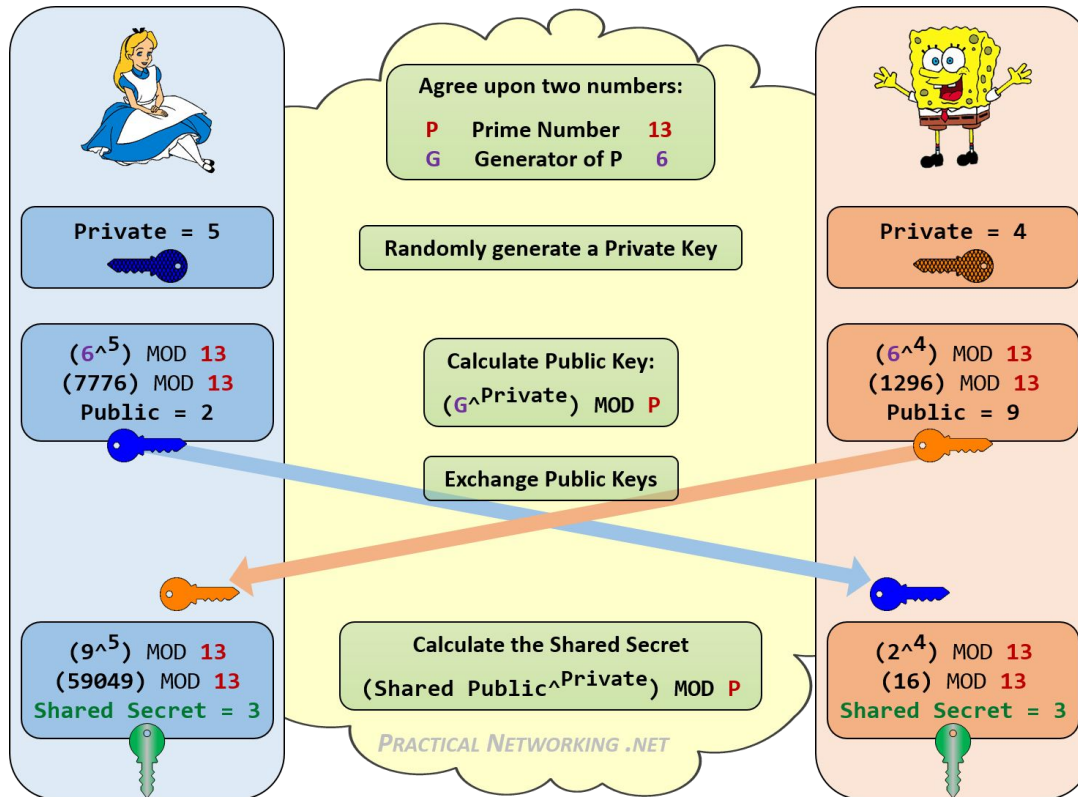 Agree upon two numbers:
P Prime Number 13
G Generator of P 6
Private = 5
Randomly generate a Private Key
Private = 4
(6^5) MOD 13
(7776) MOD 13
Public = 2
Calculate Public Key:
(G^Private) MOD P
(6^4) MOD 13
(1296) MOD 13
Public = 9
Exchange Public Keys
(9^5) MOD 13
(59049) MOD 13
Shared Secret = 3
Calculate the Shared Secret
(Shared Public^Private) MOD P
(2^4) MOD 13
(16) MOD 13
Shared Secret = 3
PRACTICAL NETWORKING .NET